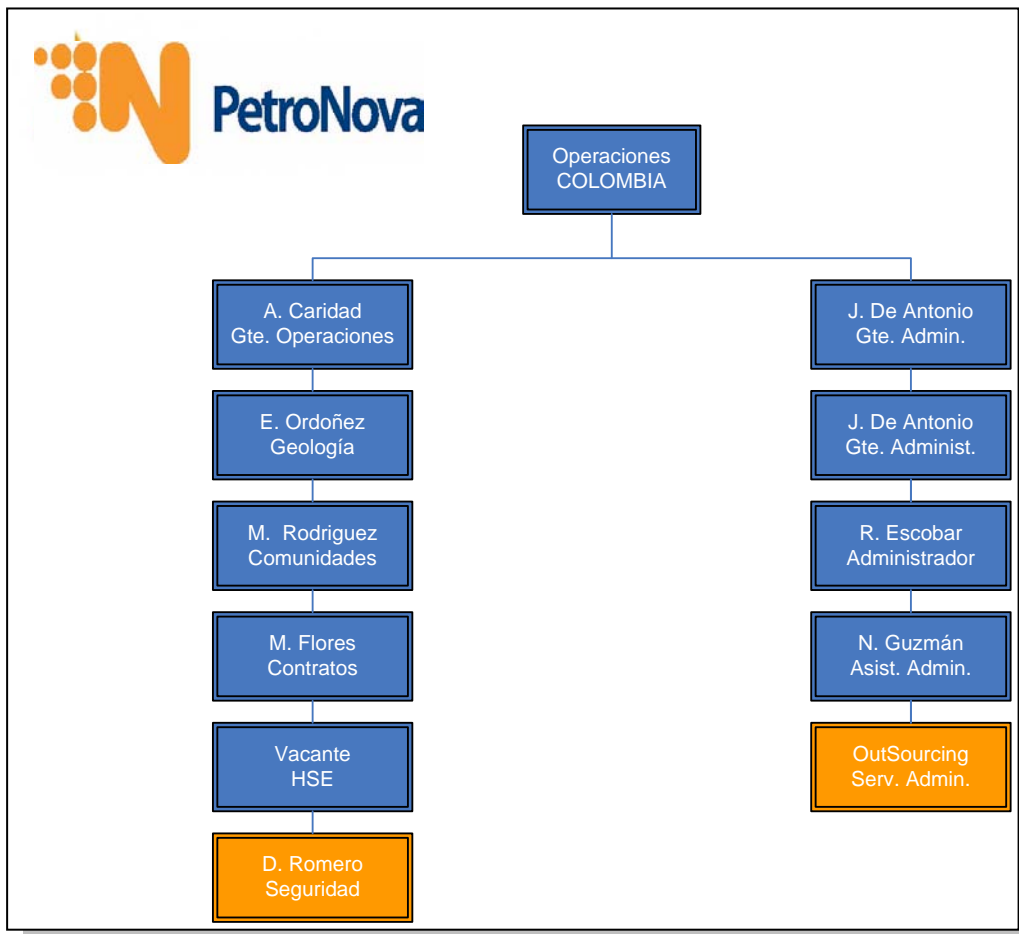 PetroNova
Operaciones
COLOMBIA
A. Caridad
Gte. Operaciones
J. De Antonio
Gte. Admin.
E. Ordoñez
Geología
J. De Antonio
Gte. Administ.
M. Rodriguez
Comunidades
R. Escobar
Administrador
M. Flores
Contratos
N. Guzmán
Asist. Admin.
Vacante
HSE
OutSourcing
Serv. Admin.
D. Romero
Seguridad